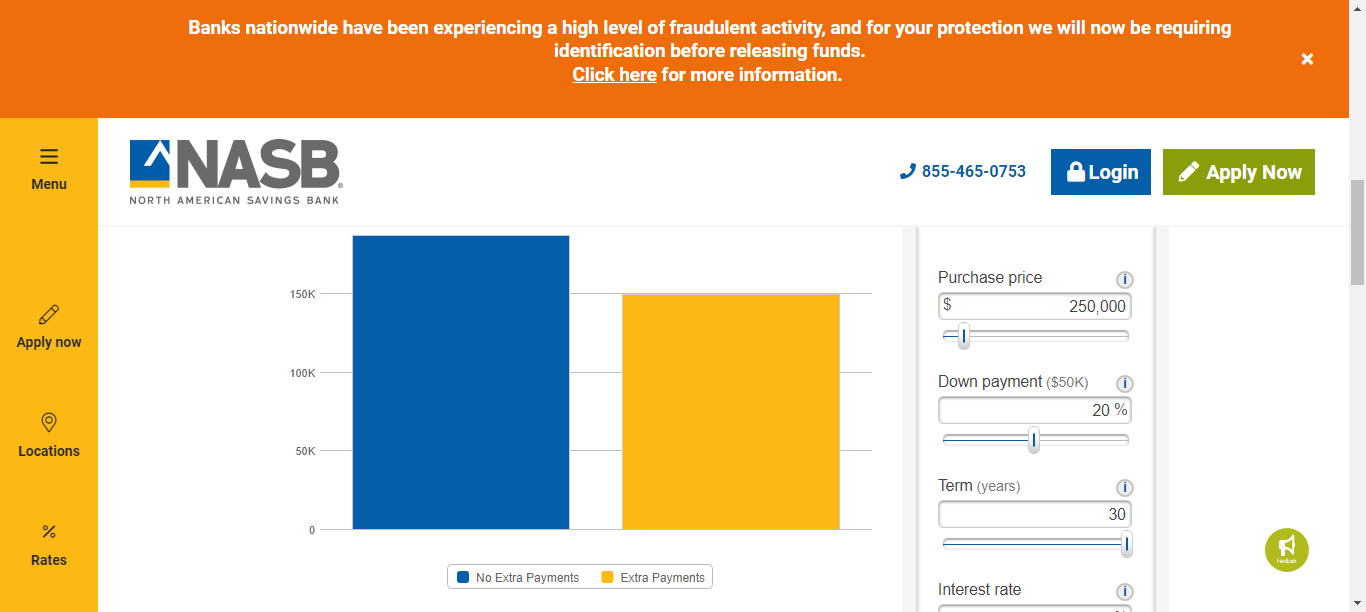 Banks nationwide have been experiencing a high level of fraudulent activity, and for your protection we will now be requiring
identification before releasing funds.
Click here for more information.
Menu
NASB
NORTH AMERICAN SAVINGS BANK
855-465-0753
Login
Apply Now
Apply now
Locations
Rates
150K
100K
50K
0
No Extra Payments
Extra Payments
Purchase price
$ 250,000
Down payment ($50K)
20 %
Term (years)
30
Interest rate
Feedback